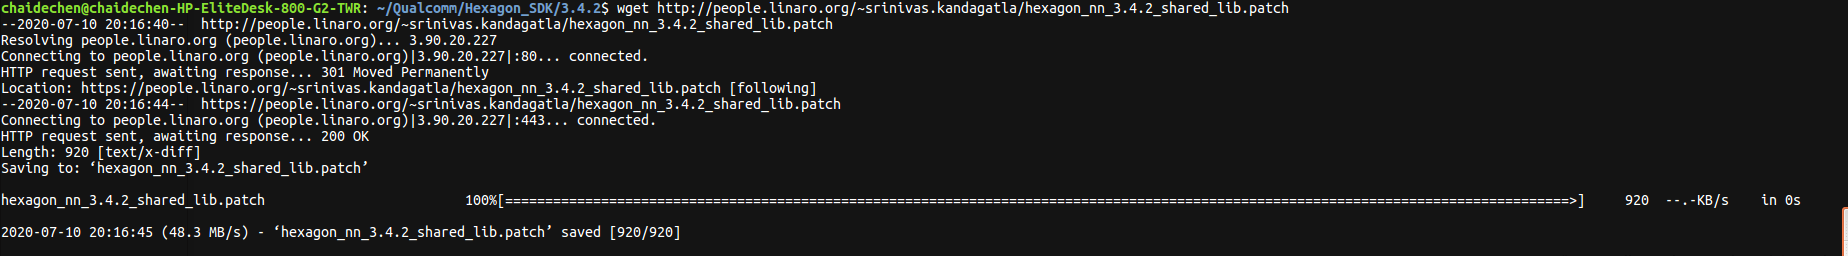 chaidechen@chaidechen-HP-EliteDesk-800-G2-TWR: ~/Qualcomm/Hexagon_SDK/3.4.2$ wget http://people.linaro.org/~srinivas.kandagatla/hexagon_nn_3.4.2_shared_lib.patch
--2020-07-10 20:16:40--  http://people.linaro.org/~srinivas.kandagatla/hexagon_nn_3.4.2_shared_lib.patch
Resolving people.linaro.org (people.linaro.org)... 3.90.20.227
Connecting to people.linaro.org (people.linaro.org)|3.90.20.227|:80... connected.
HTTP request sent, awaiting response... 301 Moved Permanently
Location: https://people.linaro.org/~srinivas.kandagatla/hexagon_nn_3.4.2_shared_lib.patch [following]
--2020-07-10 20:16:44--  https://people.linaro.org/~srinivas.kandagatla/hexagon_nn_3.4.2_shared_lib.patch
Connecting to people.linaro.org (people.linaro.org)|3.90.20.227|:443... connected.
HTTP request sent, awaiting response... 200 OK
Length: 920 [text/x-diff]
Saving to: ‘hexagon_nn_3.4.2_shared_lib.patch’
hexagon_nn_3.4.2_shared_lib.patch 100%[=====================================================================================================================================>] 920 --.-KB/s in 0s
2020-07-10 20:16:45 (48.3 MB/s) - ‘hexagon_nn_3.4.2_shared_lib.patch’ saved [920/920]